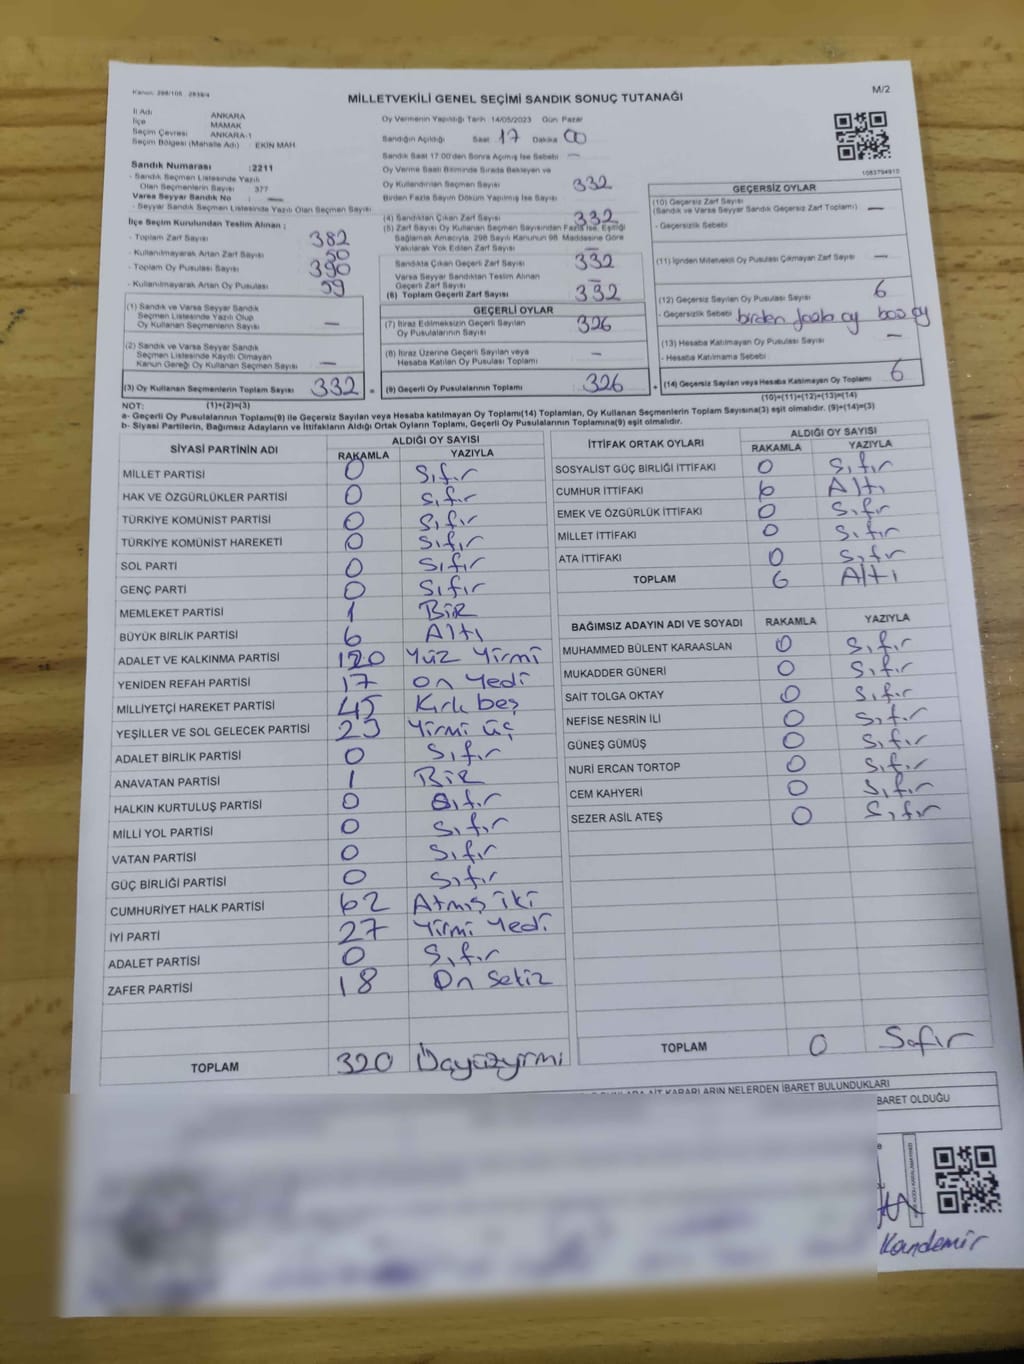 Kanun: 298/105 2839/4
MİLLETVEKİLİ GENEL SEÇİMİ SANDIK SONUÇ TUTANAĞI
M/2
İl Adı ANKARA
İlçe MAMAK
Seçim Çevresi ANKARA-1
Seçim Bölgesi (Mahalle Adı) : EKİN MAH.
Oy Vermenin Yapıldığı Tarih 14/05/2023 Gün Pazar
Sandığın Açıldığı Saat 17 Dakika 00
Sandık Saat 17:00'den Sonra Açılmış İse Sebebi —
Oy Verme Saati Bitiminde Sırada Bekleyen ve
Oy Kullandırılan Seçmen Sayısı 332
Birden Fazla Sayım Döküm Yapılmış İse Sayısı
1083794910
Sandık Numarası :2211
- Sandık Seçmen Listesinde Yazılı
Olan Seçmenlerin Sayısı 377
Varsa Seyyar Sandık No : —
- Seyyar Sandık Seçmen Listesinde Yazılı Olan Seçmen Sayısı
İlçe Seçim Kurulundan Teslim Alınan ;
- Toplam Zarf Sayısı 382
- Kullanılmayarak Artan Zarf Sayısı 50
- Toplam Oy Pusulası Sayısı 390
- Kullanılmayarak Artan Oy Pusulası 59
(1) Sandık ve Varsa Seyyar Sandık
Seçmen Listesinde Yazılı Olup
Oy Kullanan Seçmenlerin Sayısı —
(2) Sandık ve Varsa Seyyar Sandık
Seçmen Listesinde Kayıtlı Olmayan
Kanun Gereği Oy Kullanan Seçmen Sayısı —
(3) Oy Kullanan Seçmenlerin Toplam Sayısı 332 =
(4) Sandıktan Çıkan Zarf Sayısı 332
(5) Zarf Sayısı Oy Kullanan Seçmen Sayısından Fazla İse, Eşitliği
Sağlamak Amacıyla, 298 Sayılı Kanunun 98. Maddesine Göre
Yakılarak Yok Edilen Zarf Sayısı —
Sandıkta Çıkan Geçerli Zarf Sayısı 332
Varsa Seyyar Sandıktan Teslim Alınan
Geçerli Zarf Sayısı —
(6) Toplam Geçerli Zarf Sayısı 332
GEÇERLİ OYLAR
(7) İtiraz Edilmeksizin Geçerli Sayılan
Oy Pusulalarının Sayısı 326
(8) İtiraz Üzerine Geçerli Sayılan veya
Hesaba Katılan Oy Pusulası Toplamı —
(9) Geçerli Oy Pusulalarının Toplamı 326 +
GEÇERSİZ OYLAR
(10) Geçersiz Zarf Sayısı
(Sandık ve Varsa Seyyar Sandık Geçersiz Zarf Toplamı) —
- Geçersizlik Sebebi
(11) İçinden Milletvekili Oy Pusulası Çıkmayan Zarf Sayısı —
(12) Geçersiz Sayılan Oy Pusulası Sayısı 6
- Geçersizlik Sebebi birden fazla oy boş oy
(13) Hesaba Katılmayan Oy Pusulası Sayısı —
- Hesaba Katılmama Sebebi
(14) Geçersiz Sayılan veya Hesaba Katılmayan Oy Toplamı 6
NOT: (1)+(2)=(3)
(10)+(11)+(12)+(13)=(14)
a- Geçerli Oy Pusulalarının Toplamı(9) ile Geçersiz Sayılan veya Hesaba katılmayan Oy Toplamı(14) Toplamları, Oy Kullanan Seçmenlerin Toplam Sayısına(3) eşit olmalıdır. (9)+(14)=(3)
b- Siyasi Partilerin, Bağımsız Adayların ve İttifakların Aldığı Oy Toplamı, Geçerli Oy Pusulalarının Toplamına(9) eşit olmalıdır.
SİYASİ PARTİNİN ADI ALDIĞI OY SAYISI
RAKAMLA YAZIYLA
MİLLET PARTİSİ 0 Sıfır
HAK VE ÖZGÜRLÜKLER PARTİSİ 0 Sıfır
TÜRKİYE KOMÜNİST PARTİSİ 0 Sıfır
TÜRKİYE KOMÜNİST HAREKETİ 0 Sıfır
SOL PARTİ 0 Sıfır
GENÇ PARTİ 0 Sıfır
MEMLEKET PARTİSİ 1 BİR
BÜYÜK BİRLİK PARTİSİ 6 Altı
ADALET VE KALKINMA PARTİSİ 120 Yüz Yirmi
YENİDEN REFAH PARTİSİ 17 On Yedi
MİLLİYETÇİ HAREKET PARTİSİ 45 Kırk beş
YEŞİLLER VE SOL GELECEK PARTİSİ 23 Yirmi üç
ADALET BİRLİK PARTİSİ 0 Sıfır
ANAVATAN PARTİSİ 1 BİR
HALKIN KURTULUŞ PARTİSİ 0 Sıfır
MİLLİ YOL PARTİSİ 0 Sıfır
VATAN PARTİSİ 0 Sıfır
GÜÇ BİRLİĞİ PARTİSİ 0 Sıfır
CUMHURİYET HALK PARTİSİ 62 Atmış iki
İYİ PARTİ 27 Yirmi Yedi
ADALET PARTİSİ 0 Sıfır
ZAFER PARTİSİ 18 On sekiz
TOPLAM 320 Üçyüzyirmi
İTTİFAK ORTAK OYLARI ALDIĞI OY SAYISI
RAKAMLA YAZIYLA
SOSYALİST GÜÇ BİRLİĞİ İTTİFAKI 0 Sıfır
CUMHUR İTTİFAKI 6 Altı
EMEK VE ÖZGÜRLÜK İTTİFAKI 0 Sıfır
MİLLET İTTİFAKI 0 Sıfır
ATA İTTİFAKI 0 Sıfır
TOPLAM 6 Altı
BAĞIMSIZ ADAYIN ADI VE SOYADI RAKAMLA YAZIYLA
MUHAMMED BÜLENT KARAASLAN 0 Sıfır
MUKADDER GÜNERİ 0 Sıfır
SAİT TOLGA OKTAY 0 Sıfır
NEFİSE NESRİN İLİ 0 Sıfır
GÜNEŞ GÜMÜŞ 0 Sıfır
NURİ ERCAN TORTOP 0 Sıfır
CEM KAHYERİ 0 Sıfır
SEZER ASİL ATEŞ 0 Sıfır
TOPLAM 0 Sıfır
AİT KARARLARIN NELERDEN İBARET BULUNDUKLARI
BARET OLDUĞU
Kandemir